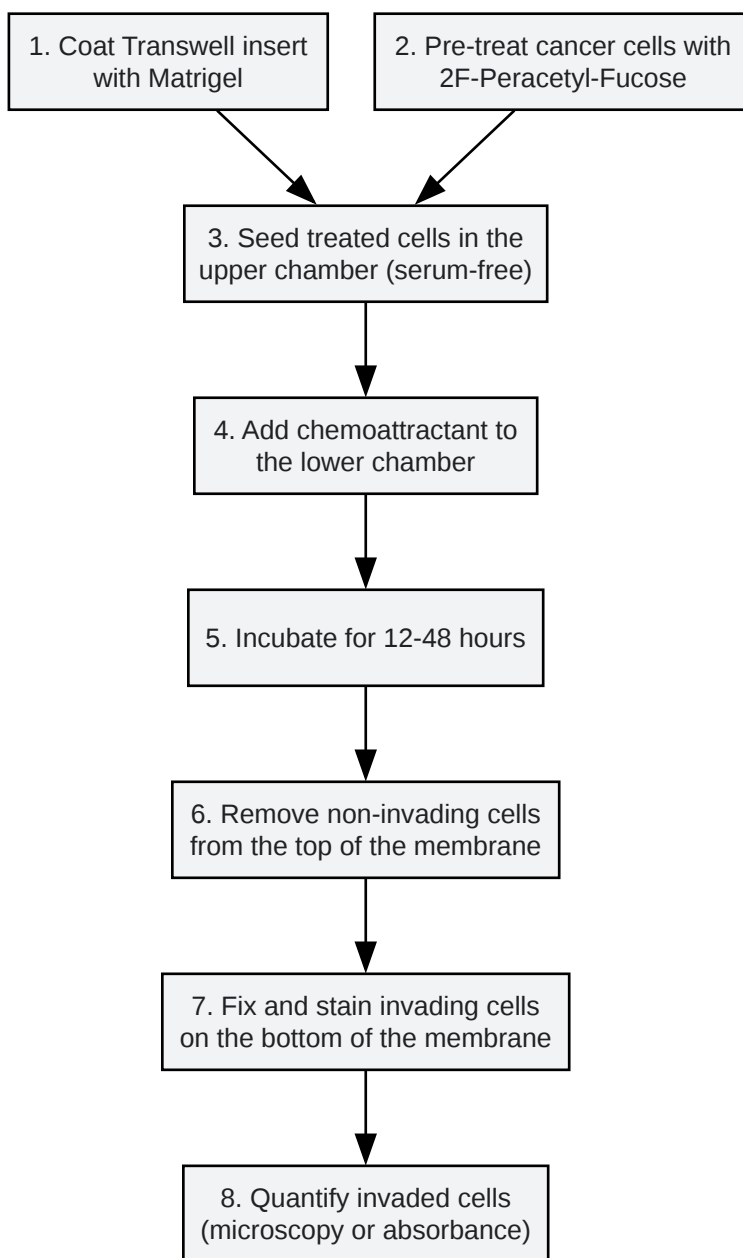 1. Coat Transwell insert
with Matrigel
2. Pre-treat cancer cells with
2F-Peracetyl-Fucose
3. Seed treated cells in the
upper chamber (serum-free)
4. Add chemoattractant to
the lower chamber
5. Incubate for 12-48 hours
6. Remove non-invading cells
from the top of the membrane
7. Fix and stain invading cells
on the bottom of the membrane
8. Quantify invaded cells
(microscopy or absorbance)